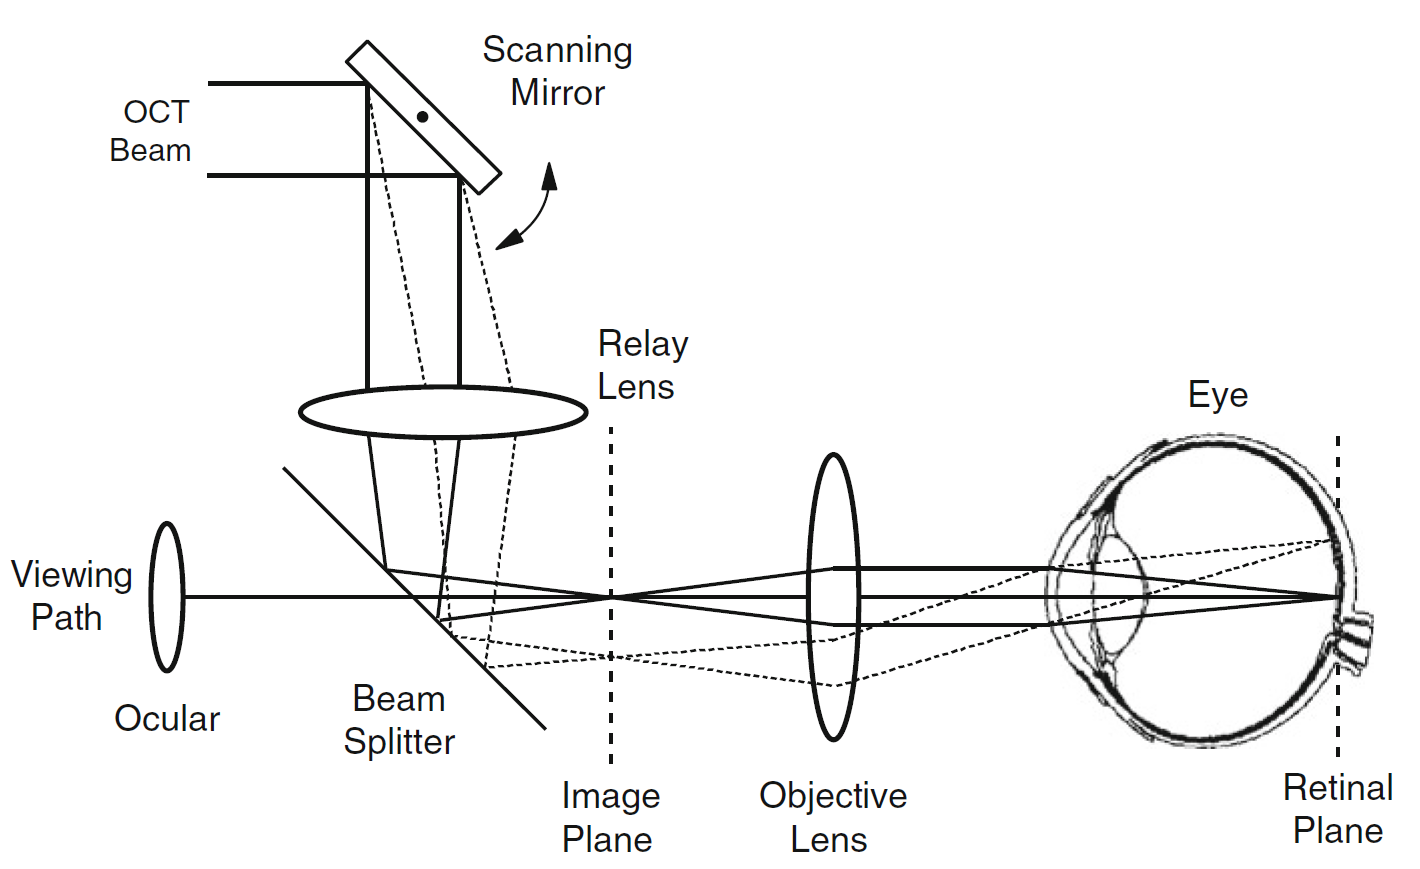 Scanning
Mirror
OCT
Beam
Relay
Lens
Eye
Viewing
Path
Ocular
Beam
Splitter
Image
Plane
Objective
Lens
Retinal
Plane